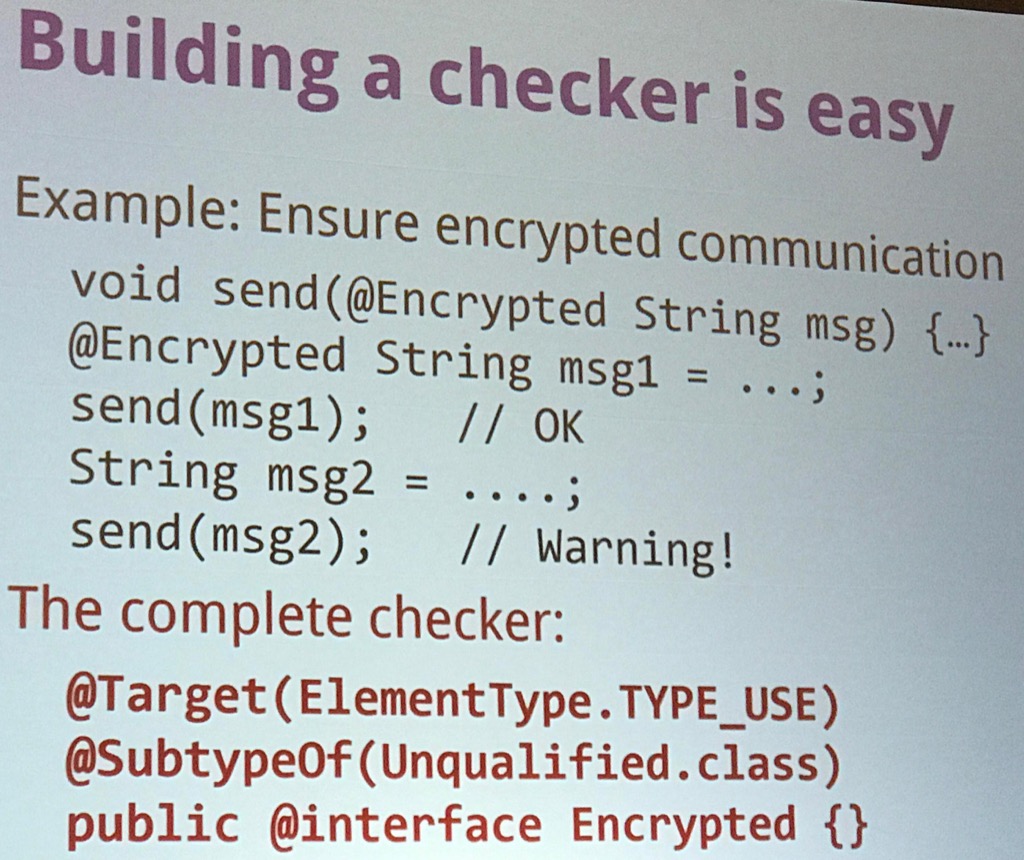 Building a checker is easy
Example: Ensure encrypted communication
void send(@Encrypted String msg) {…}
@Encrypted String msg1 = ...;
send(msg1); // OK
String msg2 = ....;
send(msg2); // Warning!
The complete checker:
@Target(ElementType.TYPE_USE)
@SubtypeOf(Unqualified.class)
public @interface Encrypted {}